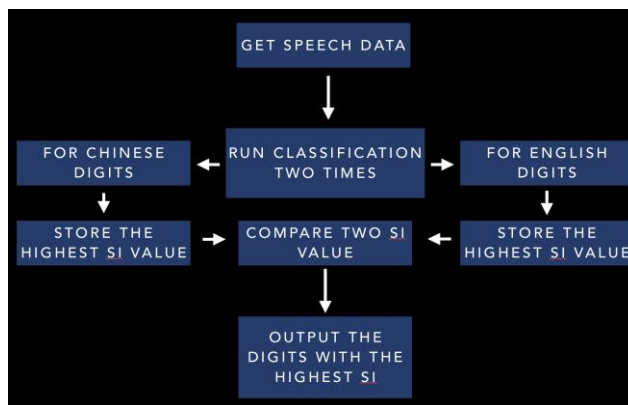 GET SPEECH DATA
FOR CHINESE
DIGITS
RUN CLASSIFICATION
TWO TIMES
FOR ENGLISH
DIGITS
STORE THE
HIGHEST SI VALUE
COMPARE TWO SI
VALUE
STORE THE
HIGHEST SI VALUE
OUTPUT THE
DIGITS WITH THE
HIGHEST SI